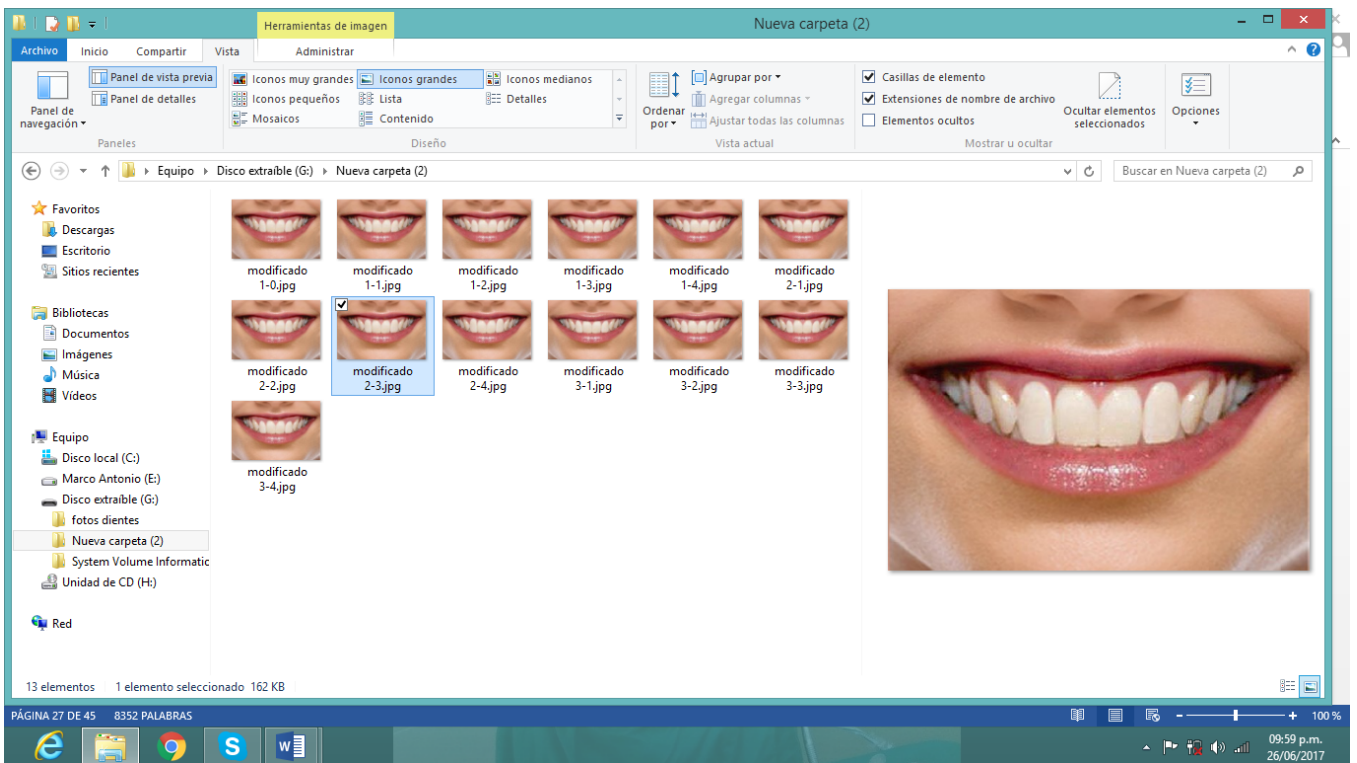 Herramientas de imagen
Nueva carpeta (2)
Archivo Inicio Compartir Vista Administrar
Panel de navegación
Panel de vista previa
Panel de detalles
Paneles
Iconos muy grandes Iconos grandes Iconos medianos
Iconos pequeños Lista Detalles
Mosaicos Contenido
Diseño
Ordenar por
Agrupar por
Agregar columnas
Ajustar todas las columnas
Vista actual
Casillas de elemento
Extensiones de nombre de archivo
Elementos ocultos
Ocultar elementos seleccionados
Mostrar u ocultar
Opciones
Equipo Disco extraíble (G:) Nueva carpeta (2)
Buscar en Nueva carpeta (2)
Favoritos
Descargas
Escritorio
Sitios recientes
Bibliotecas
Documentos
Imágenes
Música
Vídeos
Equipo
Disco local (C:)
Marco Antonio (E:)
Disco extraíble (G:)
fotos dientes
Nueva carpeta (2)
System Volume Informatic
Unidad de CD (H:)
Red
modificado 1-0.jpg
modificado 1-1.jpg
modificado 1-2.jpg
modificado 1-3.jpg
modificado 1-4.jpg
modificado 2-1.jpg
modificado 2-2.jpg
modificado 2-3.jpg
modificado 2-4.jpg
modificado 3-1.jpg
modificado 3-2.jpg
modificado 3-3.jpg
modificado 3-4.jpg
13 elementos 1 elemento seleccionado 162 KB
PÁGINA 27 DE 45 8352 PALABRAS
100 %
09:59 p.m.
26/06/2017